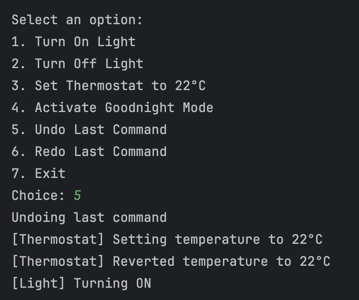 Select an option:
1. Turn On Light
2. Turn Off Light
3. Set Thermostat to 22°C
4. Activate Goodnight Mode
5. Undo Last Command
6. Redo Last Command
7. Exit
Choice: 5
Undoing last command
[Thermostat] Setting temperature to 22°C
[Thermostat] Reverted temperature to 22°C
[Light] Turning ON